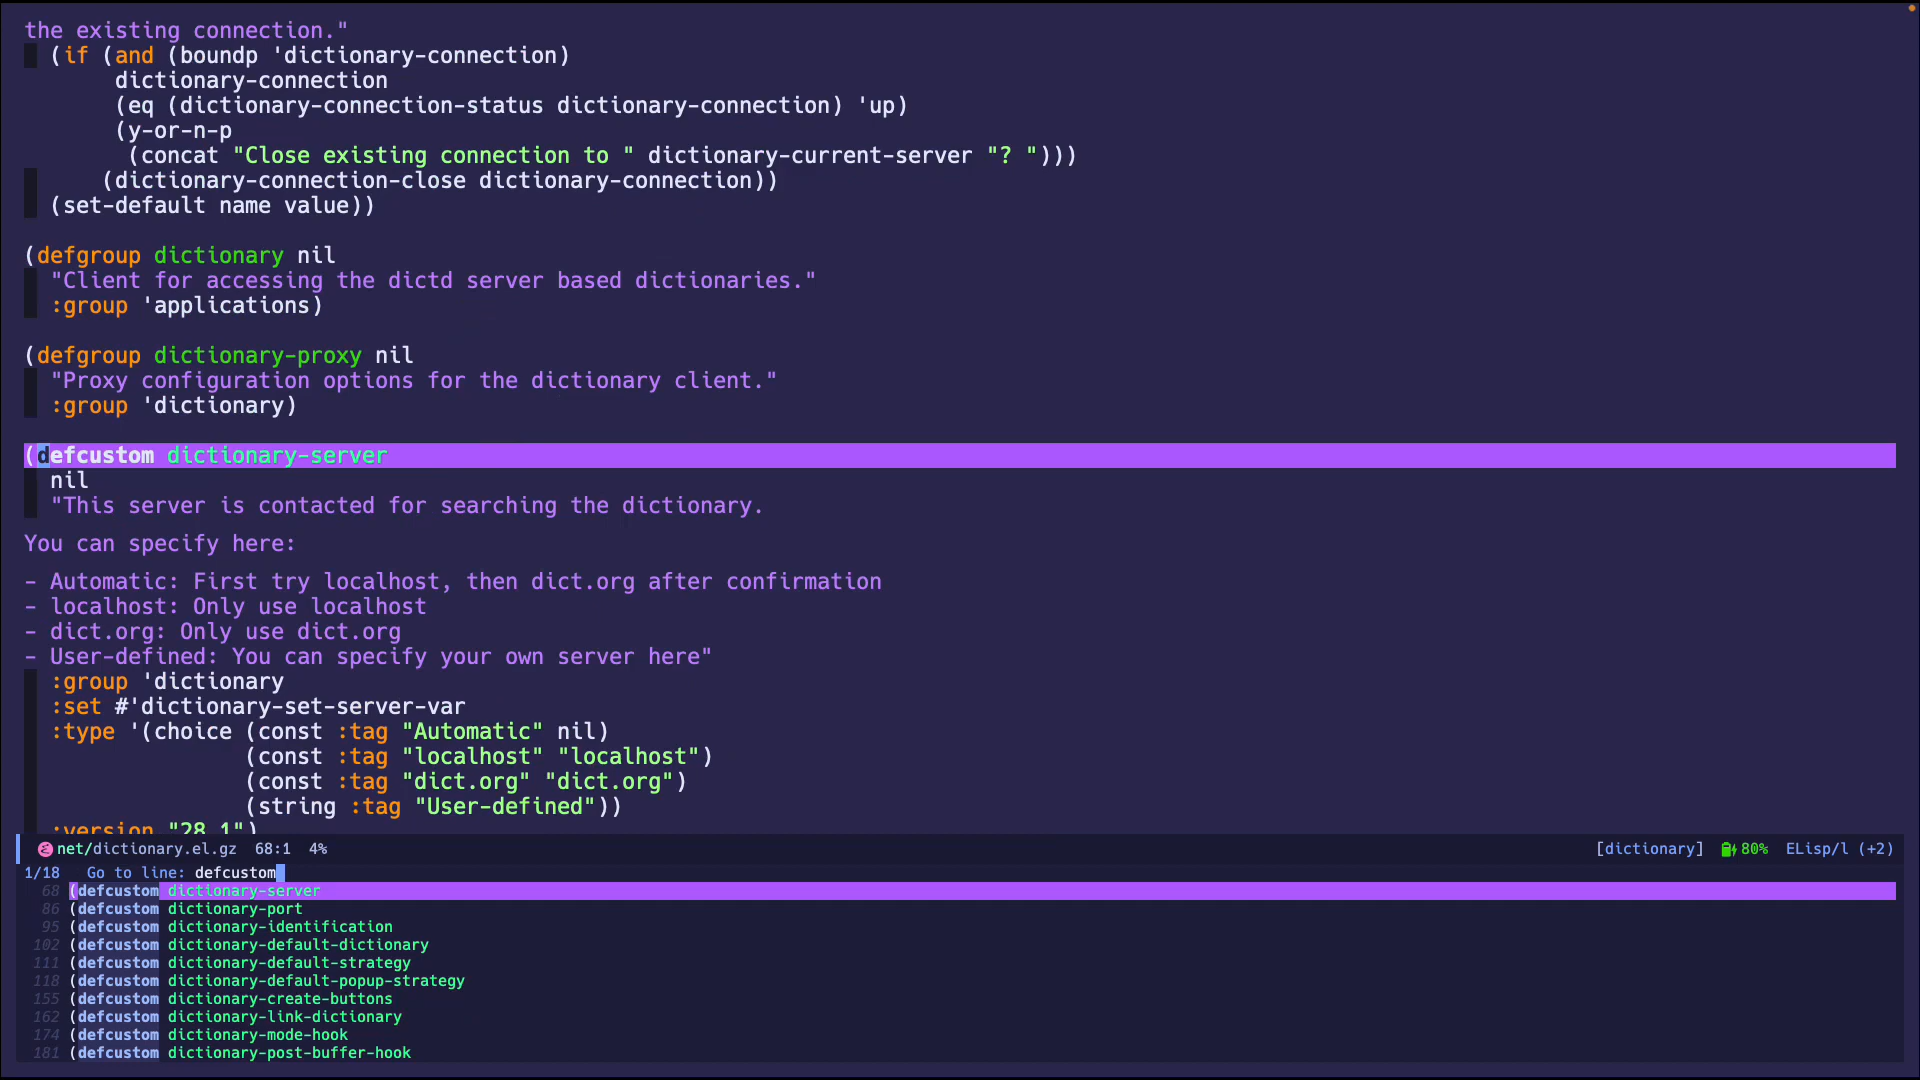 the existing connection."
(if (and (boundp 'dictionary-connection)
dictionary-connection
(eq (dictionary-connection-status dictionary-connection) 'up)
(y-or-n-p
(concat "Close existing connection to " dictionary-current-server "? ")))
(dictionary-connection-close dictionary-connection))
(set-default name value))
(defgroup dictionary nil
"Client for accessing the dictd server based dictionaries."
:group 'applications)
(defgroup dictionary-proxy nil
"Proxy configuration options for the dictionary client."
:group 'dictionary)
(defcustom dictionary-server
nil
"This server is contacted for searching the dictionary.
You can specify here:
- Automatic: First try localhost, then dict.org after confirmation
- localhost: Only use localhost
- dict.org: Only use dict.org
- User-defined: You can specify your own server here"
:group 'dictionary
:set #'dictionary-set-server-var
:type '(choice (const :tag "Automatic" nil)
(const :tag "localhost" "localhost")
(const :tag "dict.org" "dict.org")
(string :tag "User-defined"))
:version "28.1")
net/dictionary.el.gz 68:1 4% [dictionary] 80% ELisp/l (+2)
1/18 Go to line: defcustom
68 (defcustom dictionary-server
86 (defcustom dictionary-port
95 (defcustom dictionary-identification
102 (defcustom dictionary-default-dictionary
111 (defcustom dictionary-default-strategy
118 (defcustom dictionary-default-popup-strategy
155 (defcustom dictionary-create-buttons
162 (defcustom dictionary-link-dictionary
174 (defcustom dictionary-mode-hook
181 (defcustom dictionary-post-buffer-hook